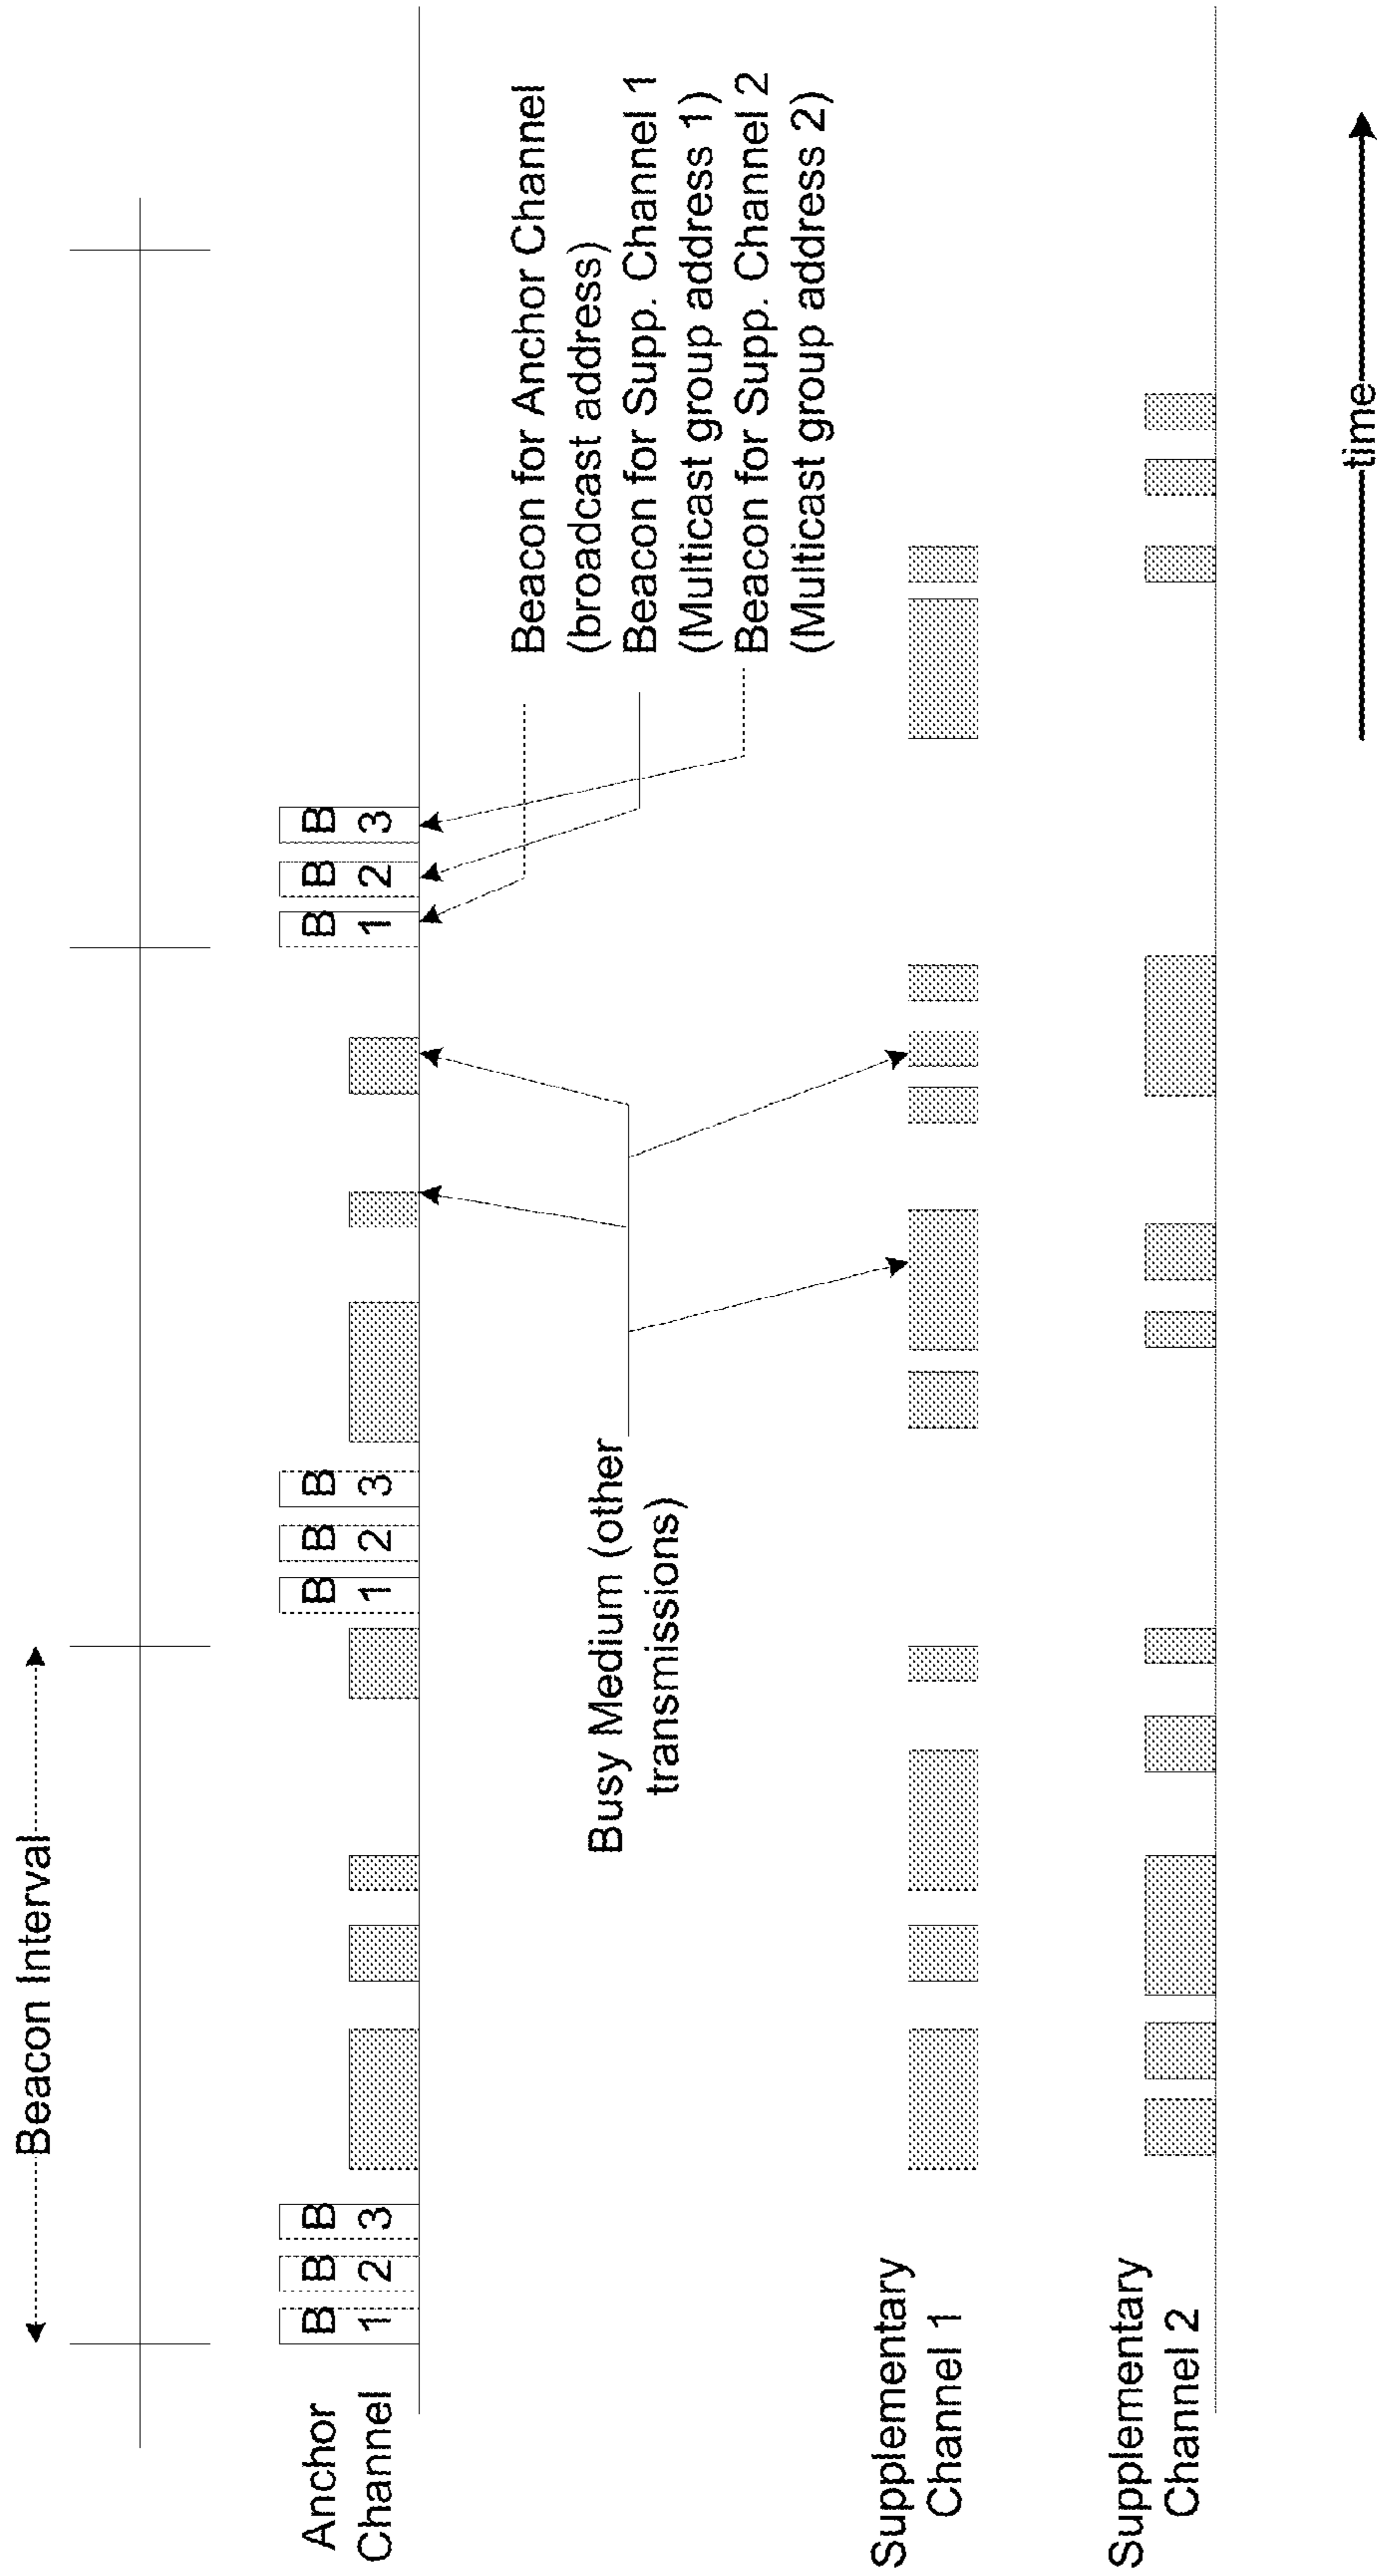 Beacon Interval
Anchor
Channel
B
1
B
2
B
3
B
1
B
2
B
3
B
1
B
2
B
3
Beacon for Anchor Channel
(broadcast address)
Beacon for Supp. Channel 1
(Multicast group address 1)
Beacon for Supp. Channel 2
(Multicast group address 2)
Busy Medium (other
transmissions)
Supplementary
Channel 1
Supplementary
Channel 2
time